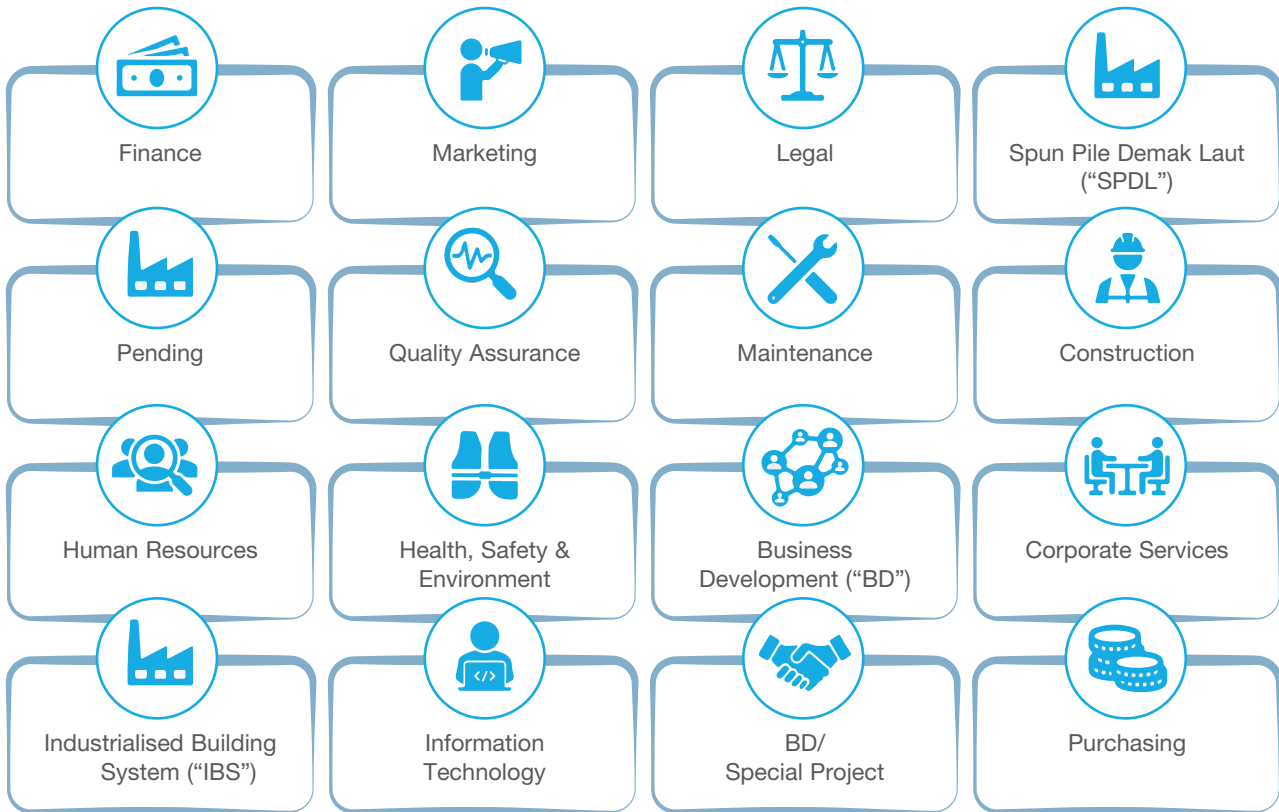 Finance
Marketing
Legal
Spun Pile Demak Laut
(“SPDL”)
Pending
Quality Assurance
Maintenance
Construction
Human Resources
Health, Safety &
Environment
Business
Development (“BD”)
Corporate Services
Industrialised Building
System (“IBS”)
</>
Information
Technology
BD/
Special Project
Purchasing